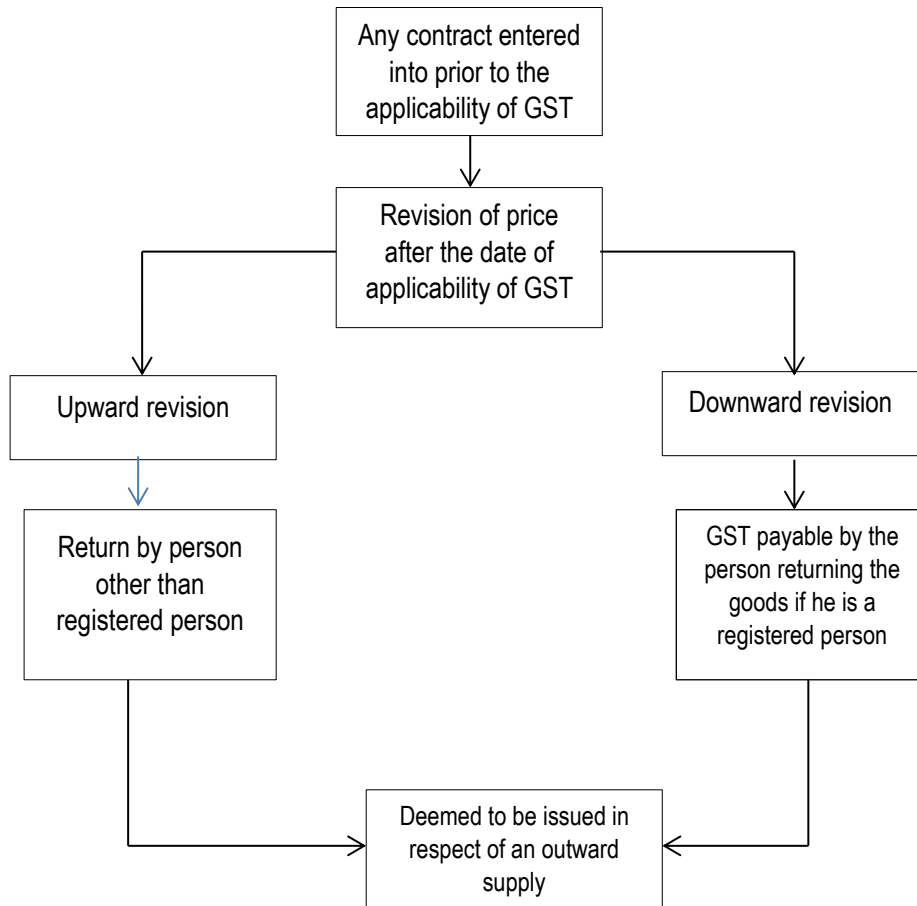 Any contract entered
into prior to the
applicability of GST
Revision of price
after the date of
applicability of GST
Upward revision
Downward revision
Return by person
other than
registered person
GST payable by the
person returning the
goods if he is a
registered person
Deemed to be issued in
respect of an outward
supply